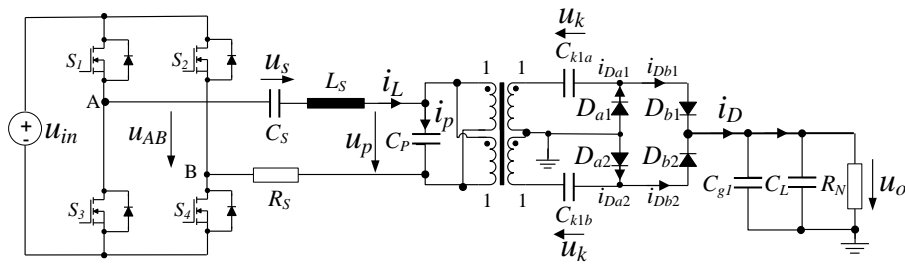 u_k
C_k1a
i_Da1 i_Db1
S_1 S_2
u_s
L_S
i_L
1 1
D_a1 D_b1
i_D
A
u_in
u_AB
C_S
u_p
i_p
C_P
B
R_S
D_a2 D_b2
C_g1 C_L R_N
u_o
S_3 S_4
1 1
C_k1b
i_Da2 i_Db2
u_k